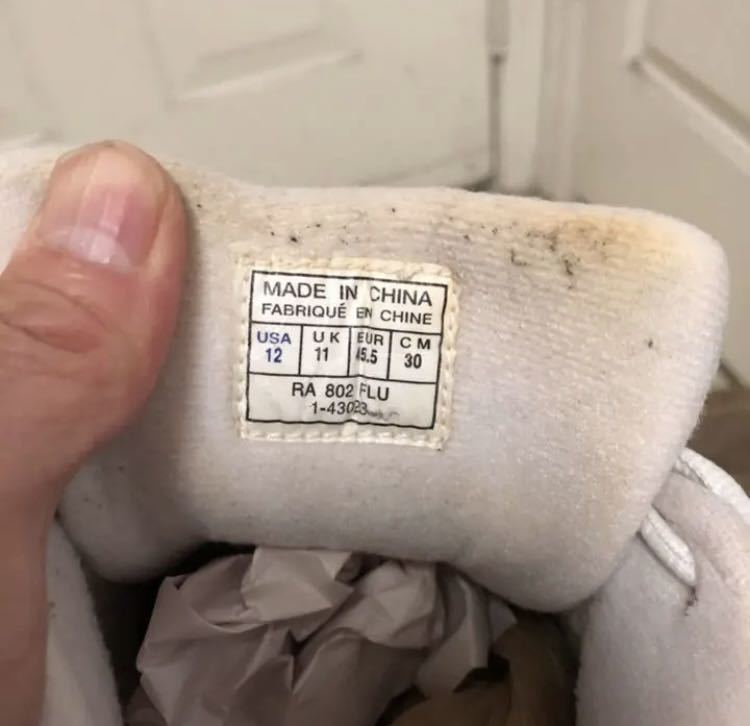 MADE IN CHINA
FABRIQUÉ EN CHINE
USA UK EUR CM
12 11 45.5 30
RA 802 FLU